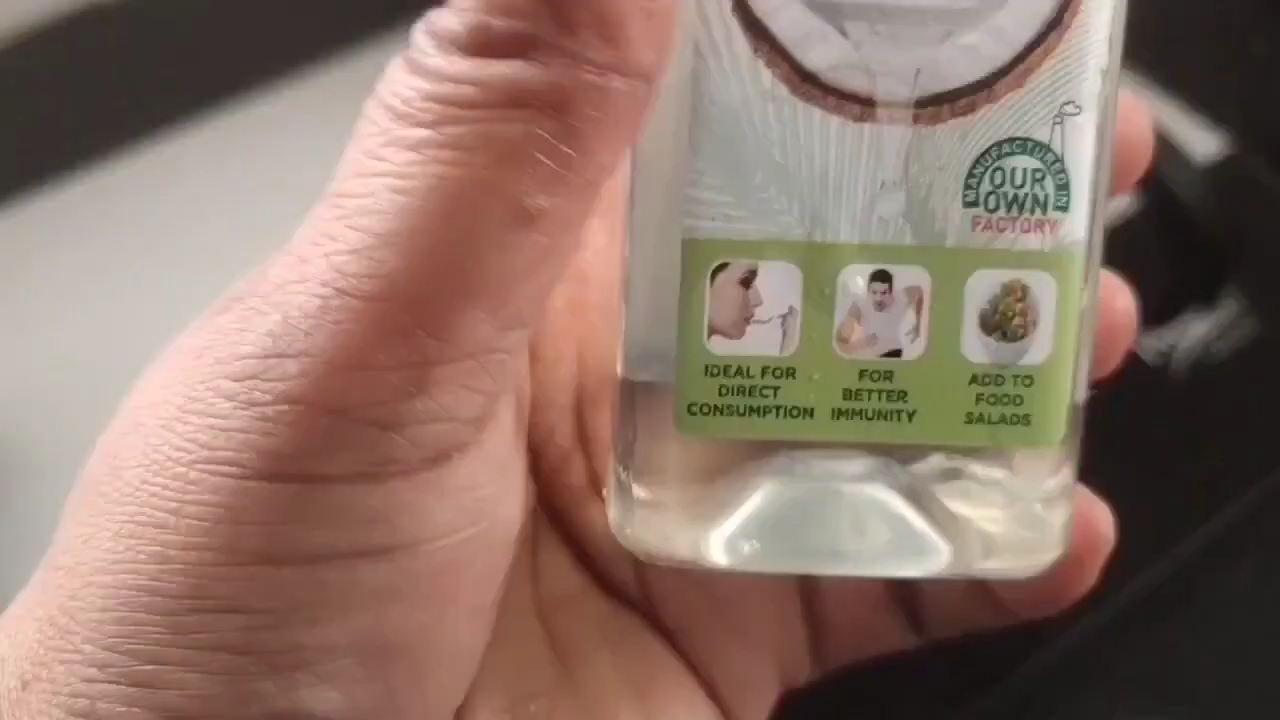 MANUFACTURED IN
OUR
OWN
FACTORY
IDEAL FOR
DIRECT
CONSUMPTION
FOR
BETTER
IMMUNITY
ADD TO
FOOD
SALADS